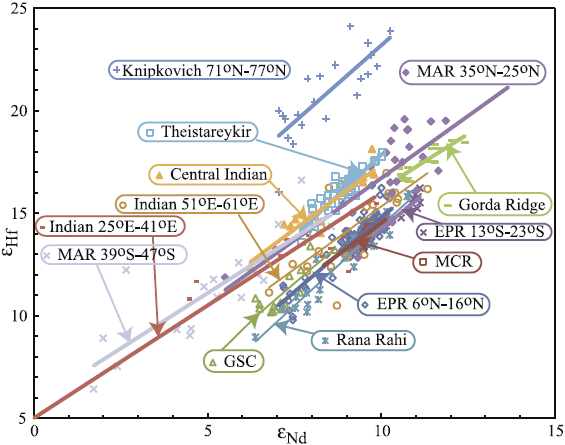 25
Knipkovich 71ºN-77ºN
MAR 35ºN-25ºN
20
Theistareykir
Central Indian
Indian 51ºE-61ºE
Gorda Ridge
15
Indian 25ºE-41ºE
EPR 13ºS-23ºS
εHf
MAR 39ºS-47ºS
MCR
10
EPR 6ºN-16ºN
Rana Rahi
GSC
5
0
5
10
15
εNd